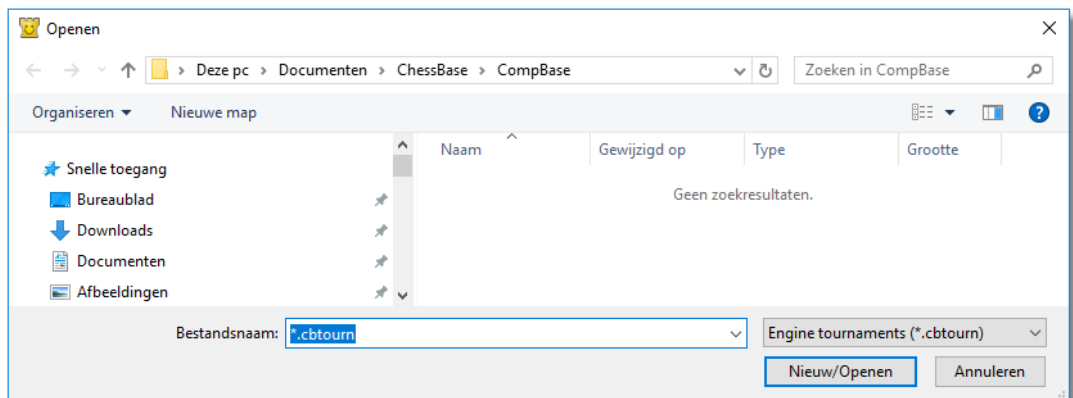 Openen
Deze pc > Documenten > ChessBase > CompBase
Zoeken in CompBase
Organiseren Nieuwe map
Naam Gewijzigd op Type Grootte
Geen zoekresultaten.
Snelle toegang
Bureaublad
Downloads
Documenten
Afbeeldingen
Bestandsnaam: *.cbtourn Engine tournaments (*.cbtourn)
Nieuw/Openen Annuleren